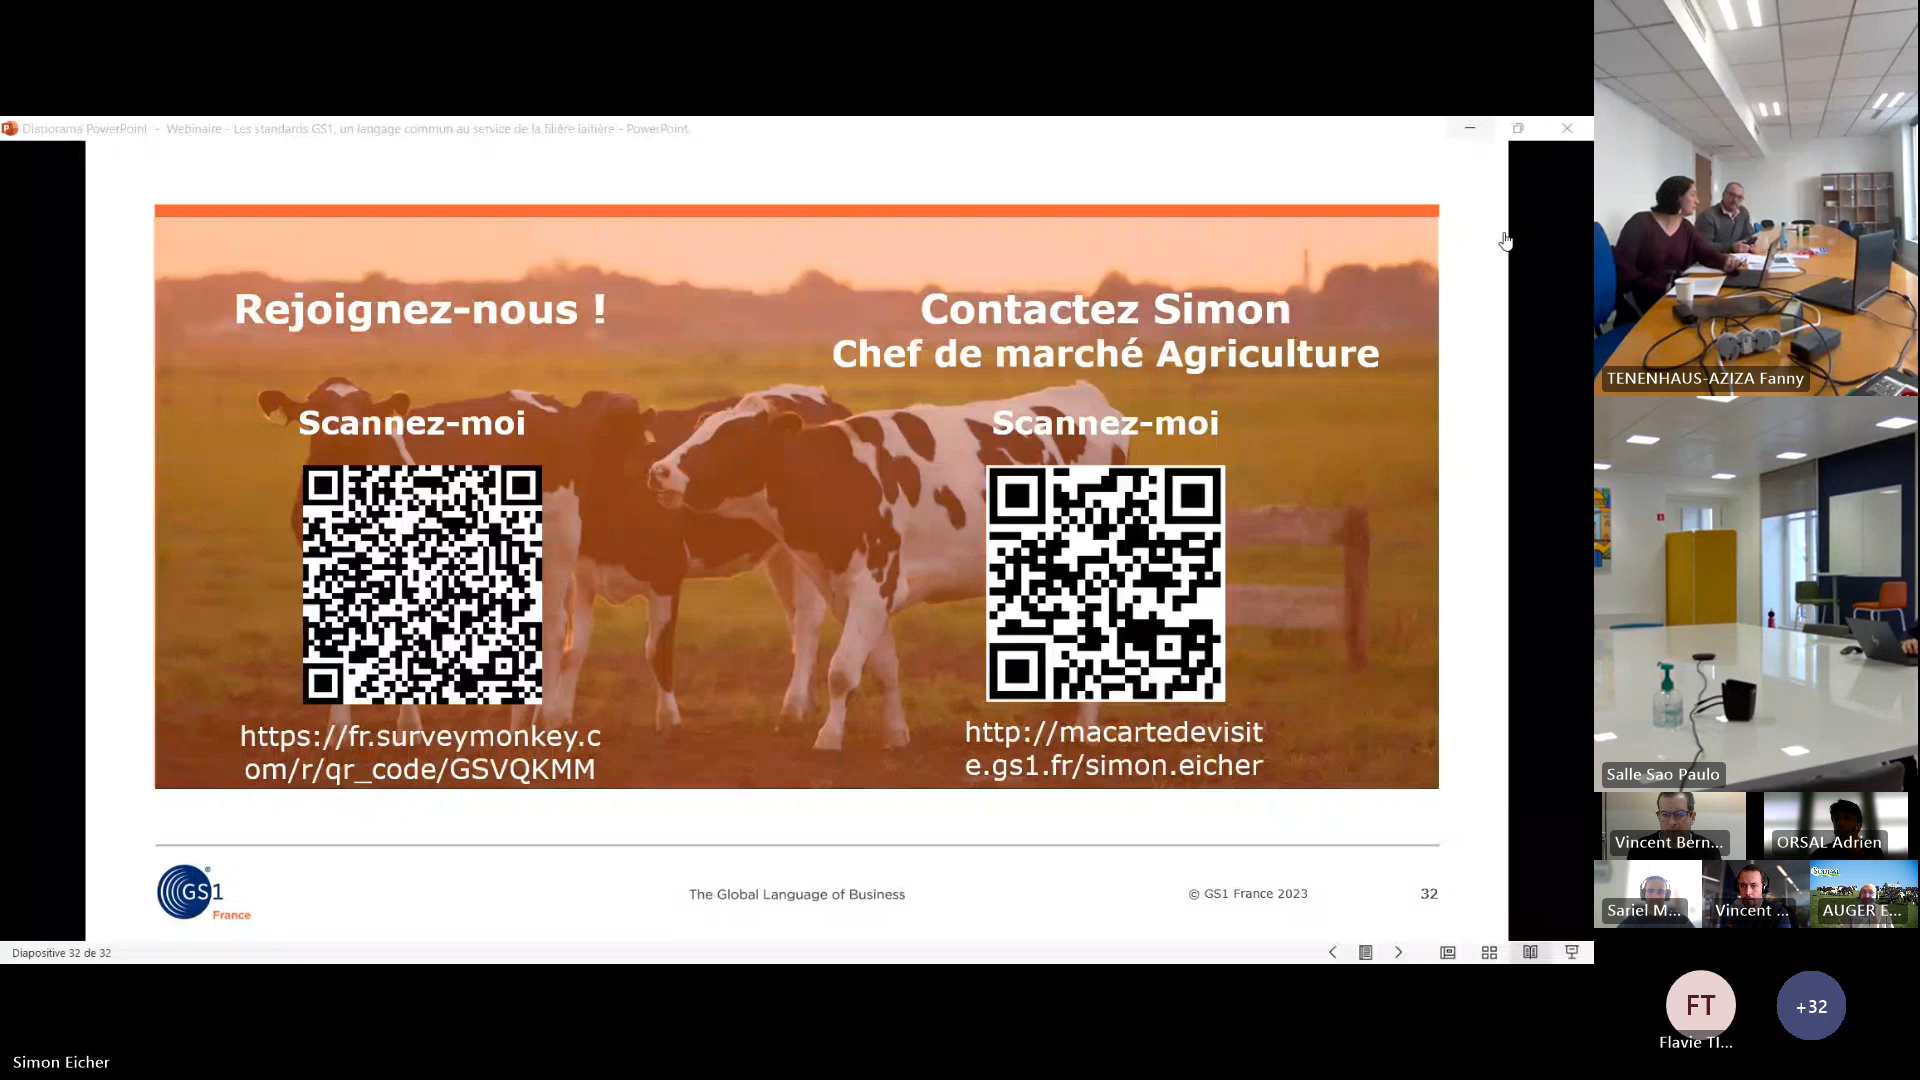 Diaporama PowerPoint - Webinaire - Les standards GS1, un langage commun au service de la filière laitière - PowerPoint
Rejoignez-nous !
Scannez-moi
https://fr.surveymonkey.c
om/r/qr_code/GSVQKMM
Contactez Simon
Chef de marché Agriculture
Scannez-moi
http://macartedevisit
e.gs1.fr/simon.eicher
GS1
France
The Global Language of Business
© GS1 France 2023
32
Diapositive 32 de 32
Simon Eicher
TENENHAUS-AZIZA Fanny
Salle Sao Paulo
Vincent Bern...
ORSAL Adrien
Sariel M...
Vincent ...
AUGER E...
FT
Flavie TI...
+32